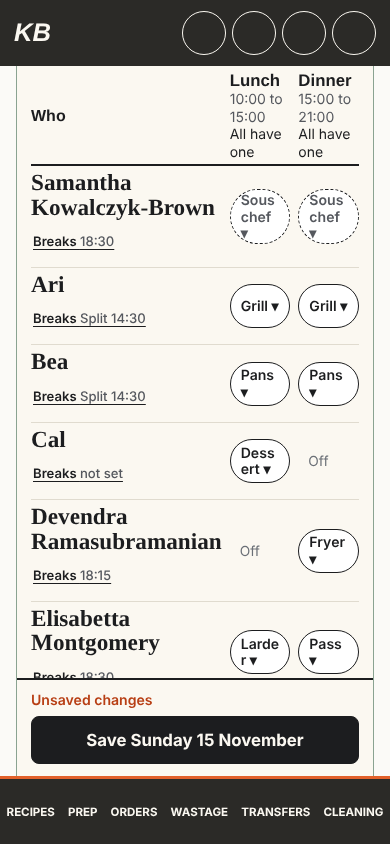 KB
Who
Lunch
10:00 to
15:00
All have
one
Dinner
15:00 to
21:00
All have
one
Samantha
Kowalczyk-Brown
Breaks 18:30
Sous
chef
▾
Sous
chef
▾
Ari
Breaks Split 14:30
Grill ▾
Grill ▾
Bea
Breaks Split 14:30
Pans
▾
Pans
▾
Cal
Breaks not set
Dess
ert ▾
Off
Devendra
Ramasubramanian
Breaks 18:15
Off
Fryer
▾
Elisabetta
Montgomery
Breaks 18:30
Larde
r ▾
Pass
▾
Unsaved changes
Save Sunday 15 November
RECIPES PREP ORDERS WASTAGE TRANSFERS CLEANING